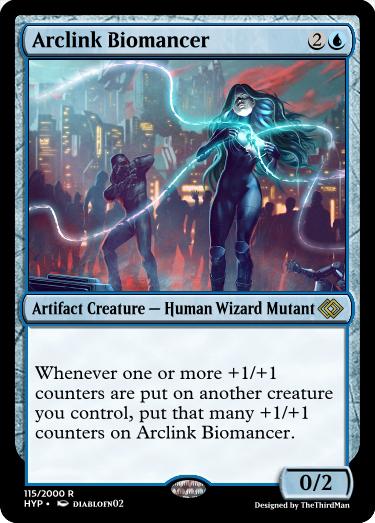 Arclink Biomancer 2
Artifact Creature — Human Wizard Mutant
Whenever one or more +1/+1
counters are put on another creature
you control, put that many +1/+1
counters on Arclink Biomancer.
0/2
115/2000 R
HYP • DIABLOFN02
Designed by TheThirdMan